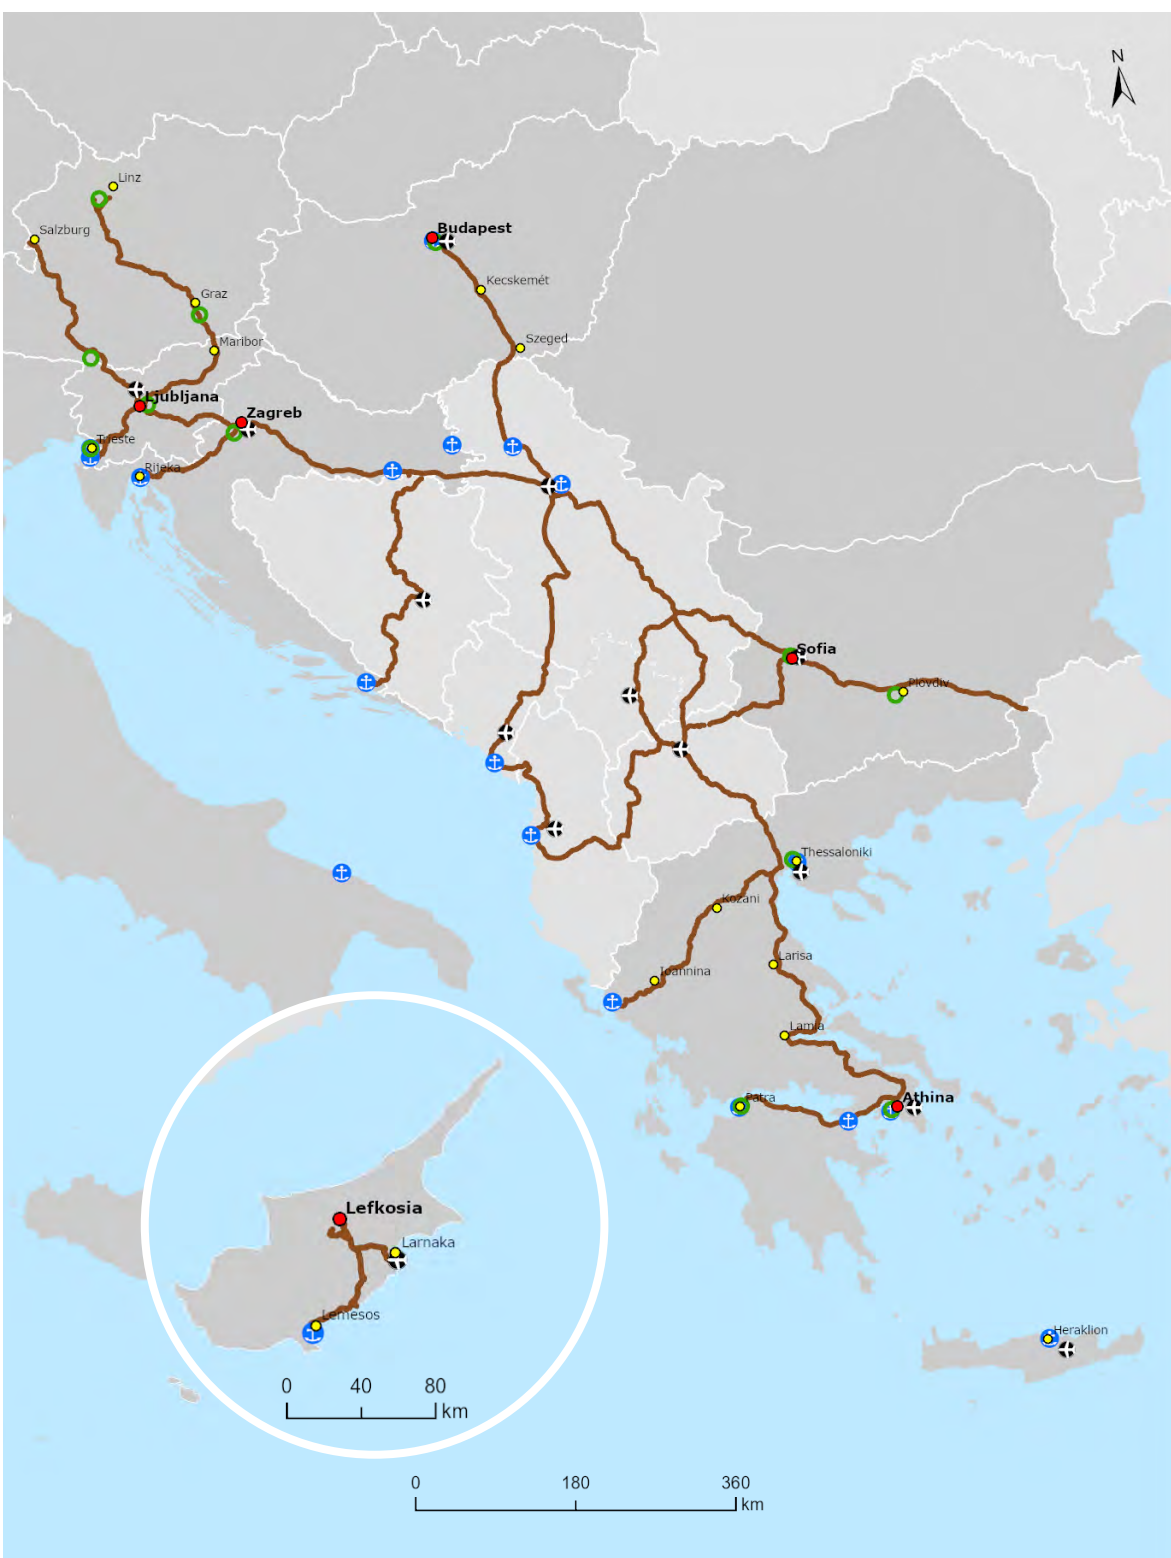 N
Linz
Salzburg
Budapest
Kecskemét
Graz
Szeged
Maribor
Ljubljana
Zagreb
Trieste
Rijeka
Sofia
Plovdiv
Thessaloniki
Kozani
Larisa
Ioannina
Lamia
Patra
Athina
Lefkosia
Larnaka
Lemesos
Heraklion
0 40 80
km
0 180 360
km